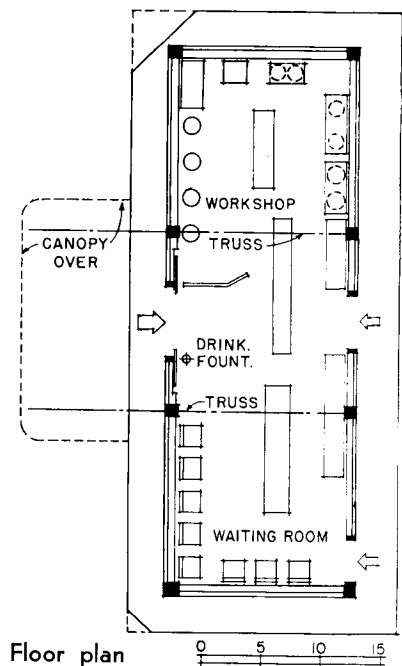 WORKSHOP
CANOPY
OVER
TRUSS
DRINK.
FOUNT.
TRUSS
WAITING ROOM
Floor plan
0 5 10 15